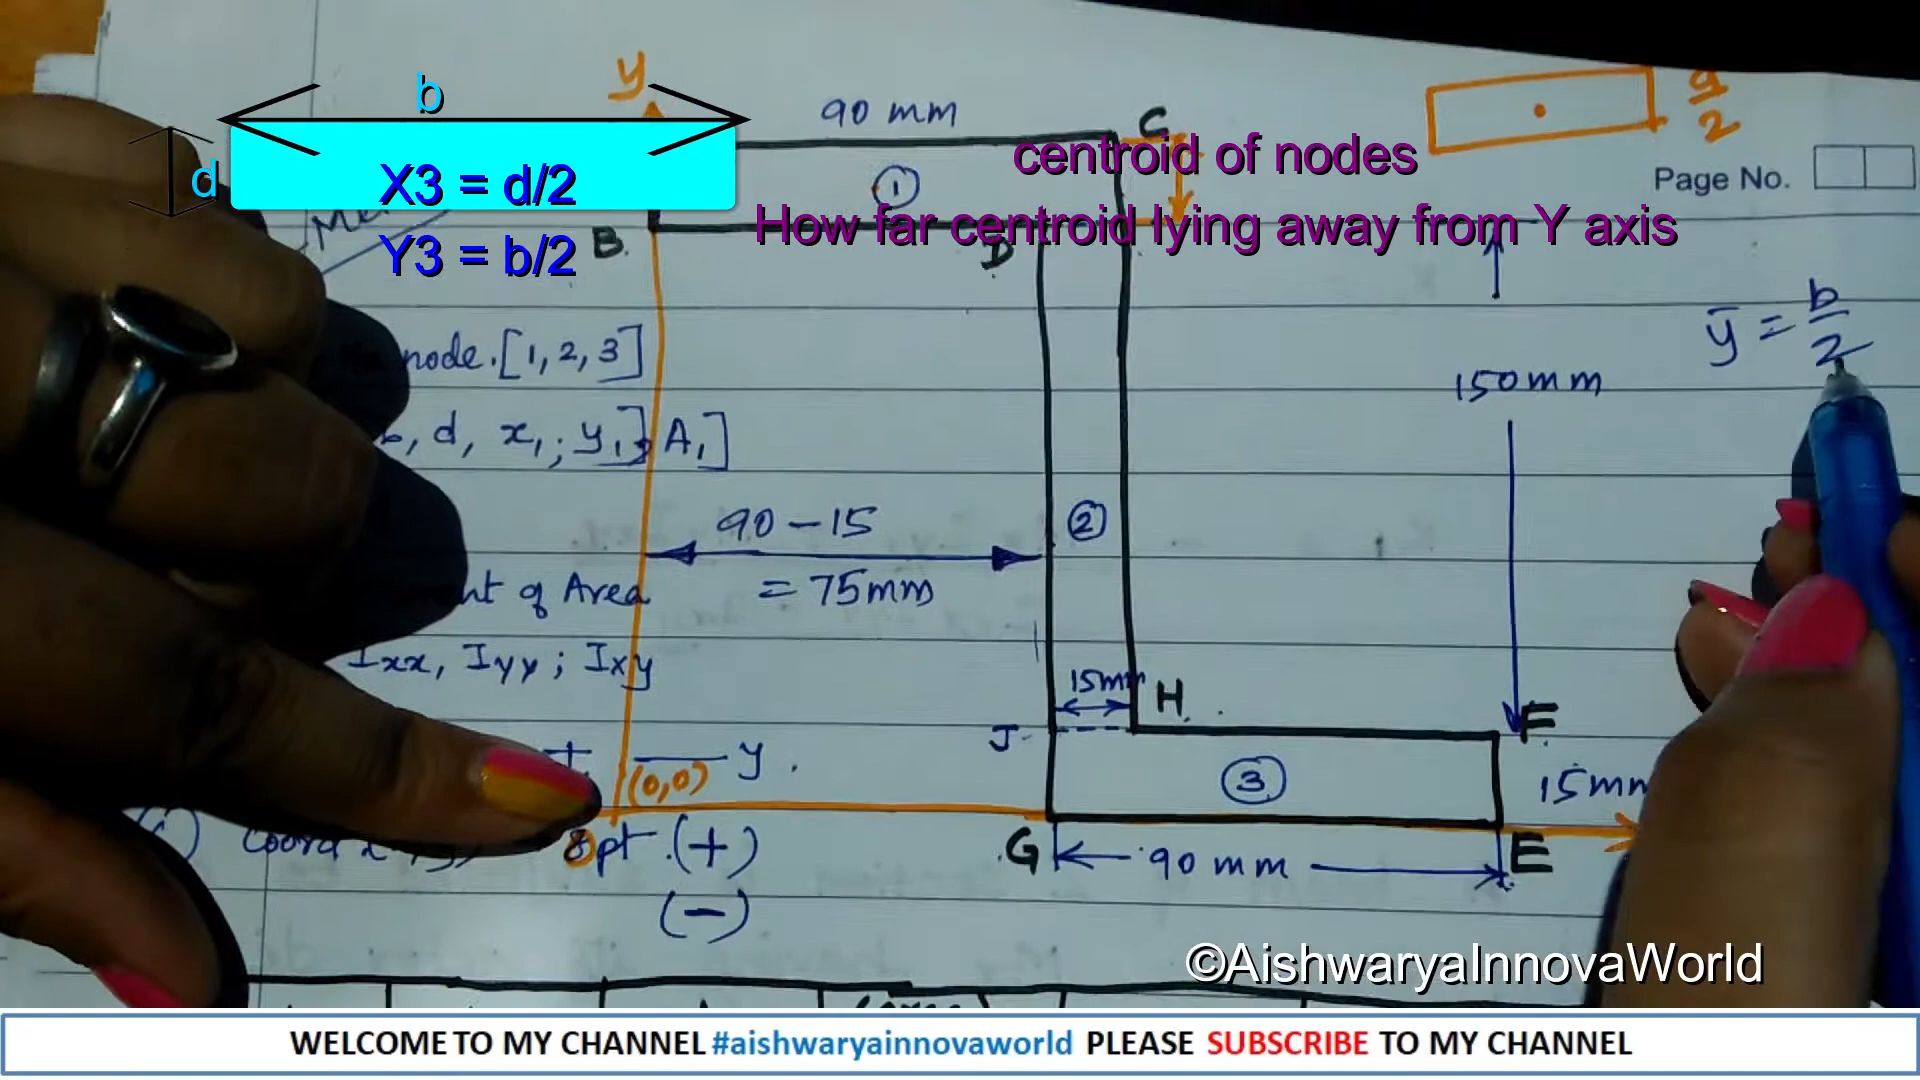 y
b
90 mm
C
a
2
centroid of nodes
Page No.
d
X3 = d/2
1
How far centroid lying away from Y axis
Y3 = b/2
B.
D
y̅ = b/2
node. [1, 2, 3]
150mm
b, d, x₁; y₁]; A₁]
90 - 15
2
= 75mm
of Area
Ixx, Iyy; Ixy
15mm
H
J
F
y.
(0,0)
3
15mm
pt. (+)
G
90 mm
E
(-)
©AishwaryaInnovaWorld
WELCOME TO MY CHANNEL #aishwaryainnovaworld PLEASE SUBSCRIBE TO MY CHANNEL